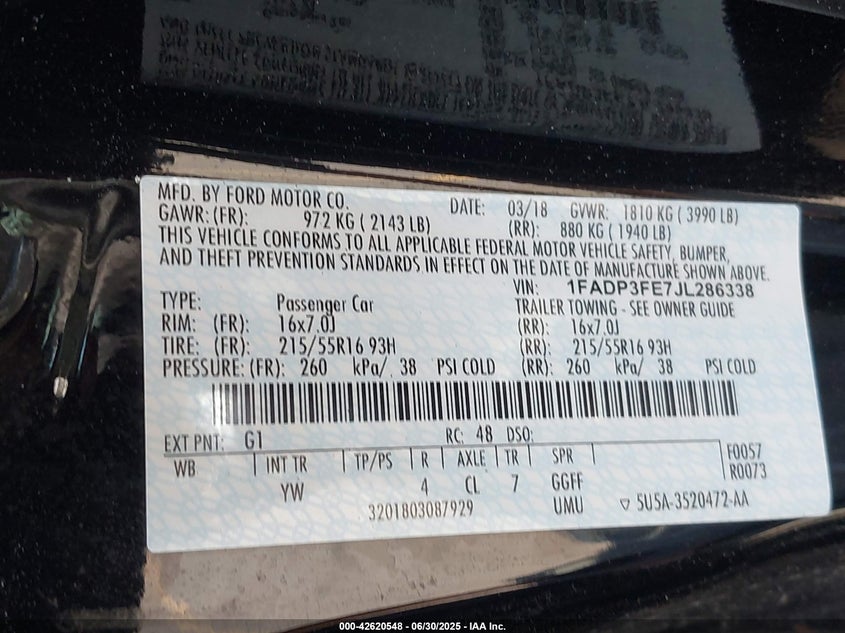 MFD. BY FORD MOTOR CO. DATE: 03/18 GVWR: 1810 KG ( 3990 LB)
GAWR: (FR): 972 KG ( 2143 LB) (RR): 880 KG ( 1940 LB)
THIS VEHICLE CONFORMS TO ALL APPLICABLE FEDERAL MOTOR VEHICLE SAFETY, BUMPER,
AND THEFT PREVENTION STANDARDS IN EFFECT ON THE DATE OF MANUFACTURE SHOWN ABOVE.
VIN: 1FADP3FE7JL286338
TYPE: Passenger Car TRAILER TOWING - SEE OWNER GUIDE
RIM: (FR): 16x7.0J (RR): 16x7.0J
TIRE: (FR): 215/55R16 93H (RR): 215/55R16 93H
PRESSURE: (FR): 260 kPa/ 38 PSI COLD (RR): 260 kPa/ 38 PSI COLD
EXT PNT: G1 RC: 48 DSO:
WB INT TR TP/PS R AXLE TR SPR F0057
YW 4 CL 7 GGFF R0073
3201803087929 UMU ▽ 5U5A-3520472-AA
000-42620548 - 06/30/2025 - IAA Inc.